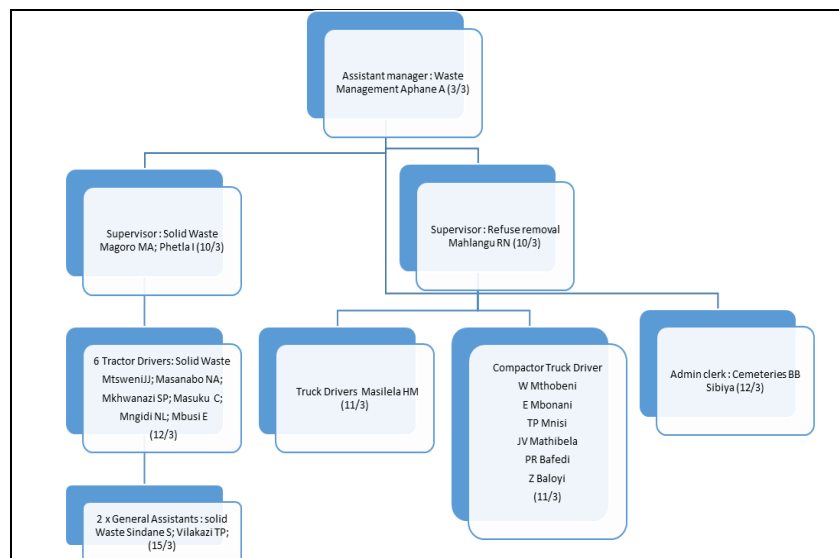 Assistant manager : Waste
Management Aphane A (3/3)
Supervisor : Solid Waste
Magoro MA; Phetla I (10/3)
Supervisor : Refuse removal
Mahlangu RN (10/3)
6 Tractor Drivers: Solid Waste
MtsweniJJ; Masanabo NA;
Mkhwanazi SP; Masuku C;
Mngidi NL; Mbusi E
(12/3)
Truck Drivers Masilela HM
(11/3)
Compactor Truck Driver
W Mthobeni
E Mbonani
TP Mnisi
JV Mathibela
PR Bafedi
Z Baloyi
(11/3)
Admin clerk : Cemeteries BB
Sibiya (12/3)
2 x General Assistants : solid
Waste Sindane S; Vilakazi TP;
(15/3)